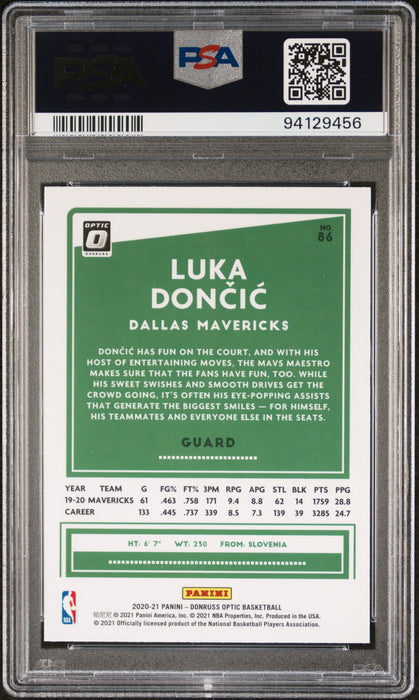 PSA
PSA
94129456
OPTIC
DONRUSS
NO.
86
LUKA
DONČIĆ
DALLAS MAVERICKS
DONČIĆ HAS FUN ON THE COURT, AND WITH HIS
HOST OF ENTERTAINING MOVES, THE MAVS MAESTRO
MAKES SURE THAT THE FANS HAVE FUN, TOO. WHILE
HIS SWEET SWISHES AND SMOOTH DRIVES GET THE
CROWD GOING, IT'S OFTEN HIS EYE-POPPING ASSISTS
THAT GENERATE THE BIGGEST SMILES — FOR HIMSELF,
HIS TEAMMATES AND EVERYONE ELSE IN THE SEATS.
GUARD
YEAR TEAM G FG% FT% 3PM RPG APG STL BLK PTS PPG
19-20 MAVERICKS 61 .463 .758 171 9.4 8.8 62 14 1759 28.8
CAREER 133 .445 .737 339 8.5 7.3 139 39 3285 24.7
HT: 6' 7" WT: 230 FROM: SLOVENIA
PANINI
2020-21 PANINI – DONRUSS OPTIC BASKETBALL
帕尼尼 © 2021 Panini America, Inc. © 2021 NBA Properties, Inc. Produced in the USA.
© 2021 Officially licensed product of the National Basketball Players Association.
NBA